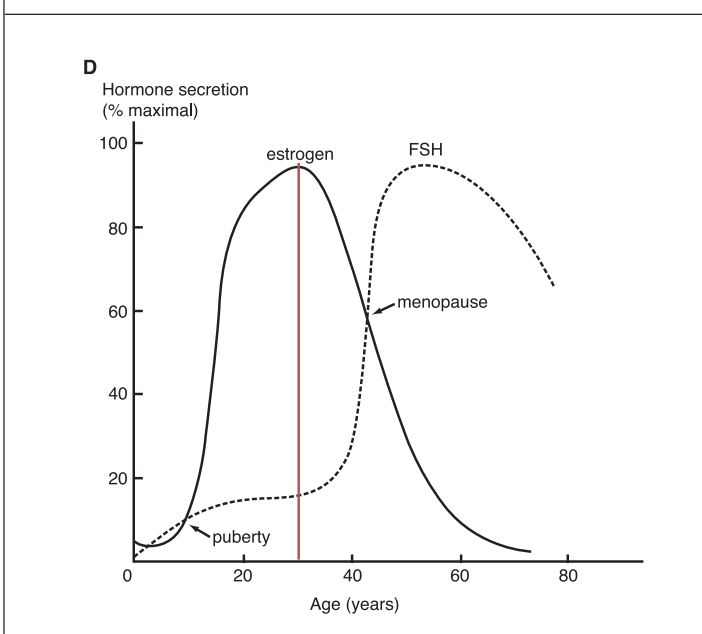 D
Hormone secretion
(% maximal)
100
estrogen
FSH
80
60
menopause
40
20
puberty
0
20
40
60
80
Age (years)